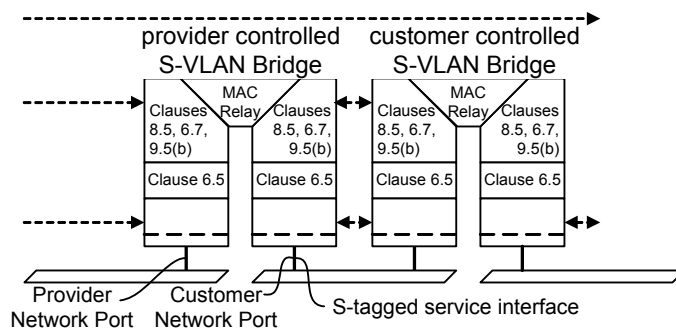 provider controlled
S-VLAN Bridge
customer controlled
S-VLAN Bridge
MAC
Relay
Clauses
8.5, 6.7,
9.5(b)
Clauses
8.5, 6.7,
9.5(b)
MAC
Relay
Clauses
8.5, 6.7,
9.5(b)
Clauses
8.5, 6.7,
9.5(b)
Clause 6.5
Clause 6.5
Clause 6.5
Clause 6.5
Provider
Network Port
Customer
Network Port
S-tagged service interface